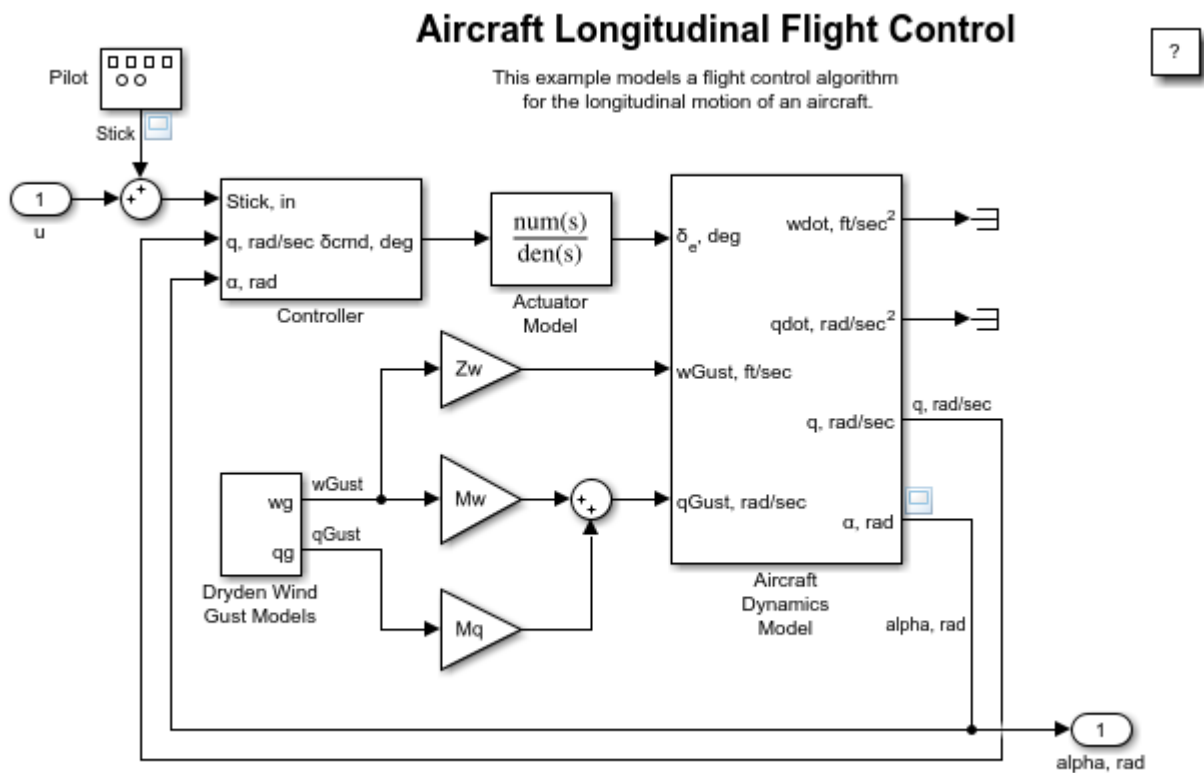 Aircraft Longitudinal Flight Control
?
This example models a flight control algorithm
for the longitudinal motion of an aircraft.
Pilot
Stick
1
u
Stick, in
q, rad/sec δcmd, deg
α, rad
Controller
num(s)
den(s)
Actuator
Model
δe, deg
wGust, ft/sec
qGust, rad/sec
wdot, ft/sec²
qdot, rad/sec²
q, rad/sec
α, rad
Aircraft
Dynamics
Model
q, rad/sec
Zw
Mw
Mq
wg
qg
wGust
qGust
Dryden Wind
Gust Models
alpha, rad
1
alpha, rad